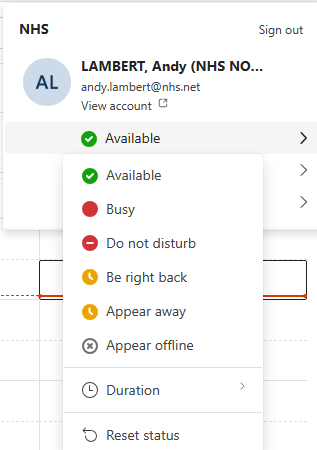 NHS
Sign out
AL
LAMBERT, Andy (NHS NO...
andy.lambert@nhs.net
View account
Available
Available
Busy
Do not disturb
Be right back
Appear away
Appear offline
Duration
Reset status